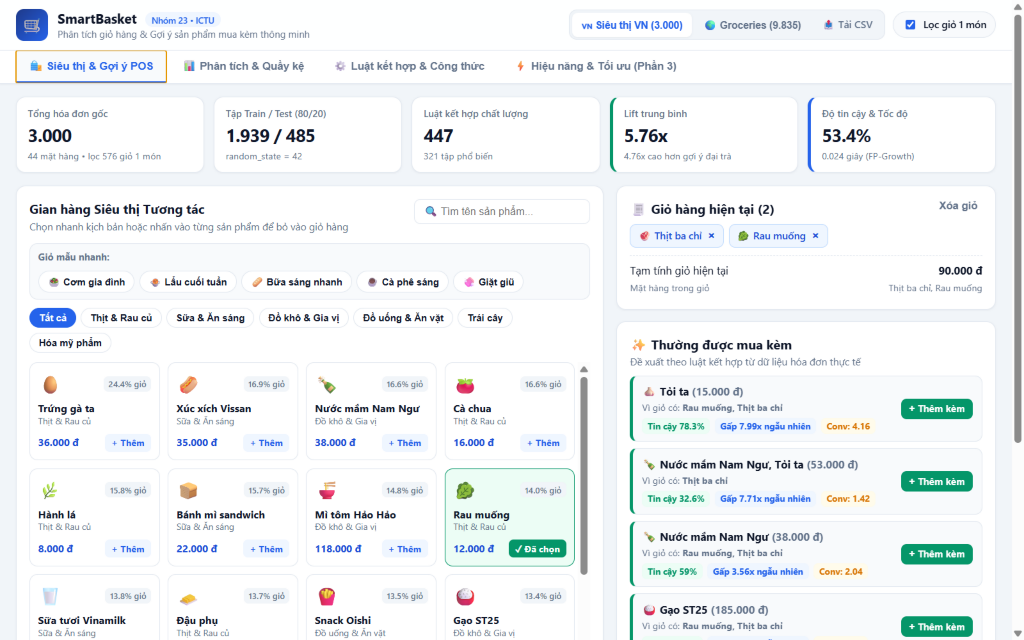 SmartBasket
Nhóm 23 • ICTU
Phân tích giỏ hàng & Gợi ý sản phẩm mua kèm thông minh
VN Siêu thị VN (3.000)
Groceries (9.835)
Tải CSV
Lọc giỏ 1 món
Siêu thị & Gợi ý POS
Phân tích & Quầy kệ
Luật kết hợp & Công thức
Hiệu năng & Tối ưu (Phần 3)
Tổng hóa đơn gốc
3.000
44 mặt hàng • lọc 576 giỏ 1 món
Tập Train / Test (80/20)
1.939 / 485
random_state = 42
Luật kết hợp chất lượng
447
321 tập phổ biến
Lift trung bình
5.76x
4.76x cao hơn gợi ý đại trà
Độ tin cậy & Tốc độ
53.4%
0.024 giây (FP-Growth)
Gian hàng Siêu thị Tương tác
Chọn nhanh kịch bản hoặc nhấn vào từng sản phẩm để bỏ vào giỏ hàng
Tìm tên sản phẩm...
Giỏ mẫu nhanh:
Cơm gia đình
Lẩu cuối tuần
Bữa sáng nhanh
Cà phê sáng
Giặt giũ
Tất cả
Thịt & Rau củ
Sữa & Ăn sáng
Đồ khô & Gia vị
Đồ uống & Ăn vặt
Trái cây
Hóa mỹ phẩm
24.4% giỏ
Trứng gà ta
Thịt & Rau củ
36.000 đ
+ Thêm
16.9% giỏ
Xúc xích Vissan
Sữa & Ăn sáng
35.000 đ
+ Thêm
16.6% giỏ
Nước mắm Nam Ngư
Đồ khô & Gia vị
38.000 đ
+ Thêm
16.6% giỏ
Cà chua
Thịt & Rau củ
16.000 đ
+ Thêm
15.8% giỏ
Hành lá
Thịt & Rau củ
8.000 đ
+ Thêm
15.7% giỏ
Bánh mì sandwich
Sữa & Ăn sáng
22.000 đ
+ Thêm
14.8% giỏ
Mì tôm Hảo Hảo
Đồ khô & Gia vị
118.000 đ
+ Thêm
14.0% giỏ
Rau muống
Thịt & Rau củ
12.000 đ
✓ Đã chọn
13.8% giỏ
Sữa tươi Vinamilk
Sữa & Ăn sáng
13.7% giỏ
Đậu phụ
Thịt & Rau củ
13.5% giỏ
Snack Oishi
Đồ uống & Ăn vặt
13.4% giỏ
Gạo ST25
Đồ khô & Gia vị
Giỏ hàng hiện tại (2)
Xóa giỏ
Thịt ba chỉ ×
Rau muống ×
Tạm tính giỏ hiện tại
90.000 đ
Mặt hàng trong giỏ
Thịt ba chỉ, Rau muống
Thường được mua kèm
Đề xuất theo luật kết hợp từ dữ liệu hóa đơn thực tế
Tỏi ta (15.000 đ)
Vì giỏ có: Rau muống, Thịt ba chỉ
Tin cậy 78.3%
Gấp 7.99x ngẫu nhiên
Conv: 4.16
+ Thêm kèm
Nước mắm Nam Ngư, Tỏi ta (53.000 đ)
Vì giỏ có: Thịt ba chỉ
Tin cậy 32.6%
Gấp 7.71x ngẫu nhiên
Conv: 1.42
+ Thêm kèm
Nước mắm Nam Ngư (38.000 đ)
Vì giỏ có: Rau muống, Thịt ba chỉ
Tin cậy 59%
Gấp 3.56x ngẫu nhiên
Conv: 2.04
+ Thêm kèm
Gạo ST25 (185.000 đ)
Vì giỏ có: Rau muống, Thịt ba chỉ
+ Thêm kèm